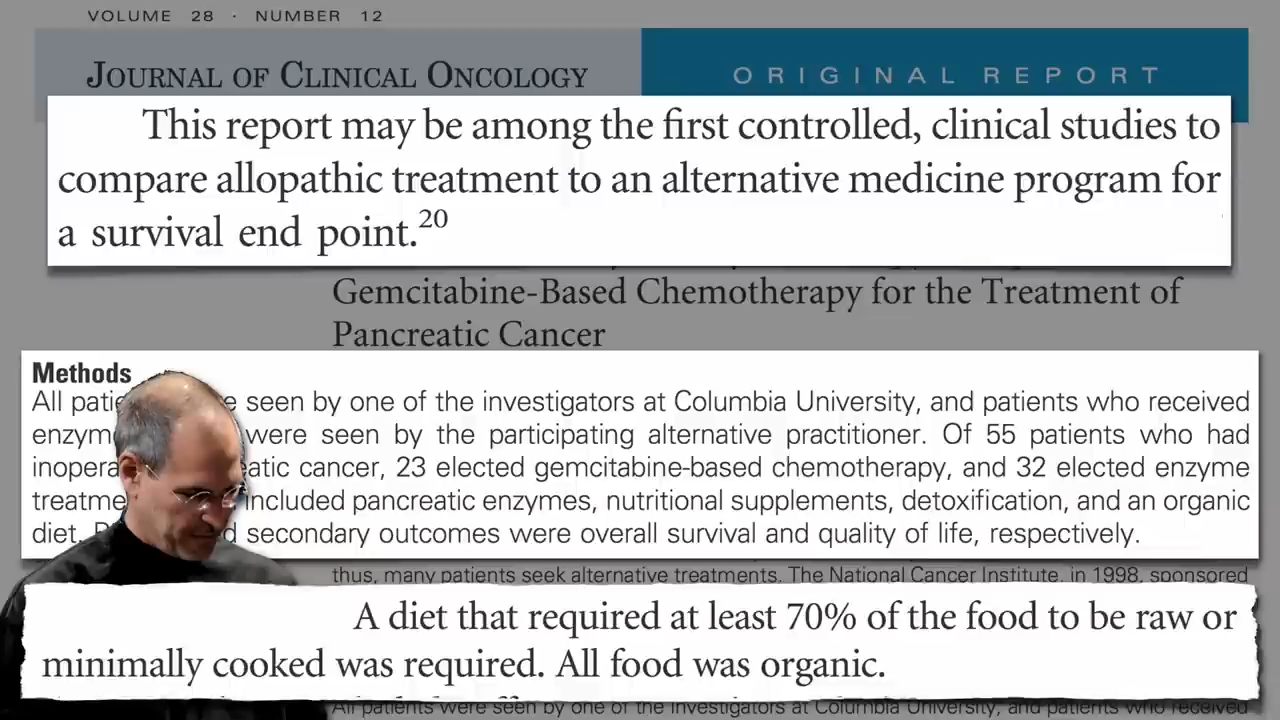 VOLUME 28 · NUMBER 12
JOURNAL OF CLINICAL ONCOLOGY
ORIGINAL REPORT
This report may be among the first controlled, clinical studies to
compare allopathic treatment to an alternative medicine program for
a survival end point.20
Gemcitabine-Based Chemotherapy for the Treatment of
Pancreatic Cancer
Methods
All seen by one of the investigators at Columbia University, and patients who received
were seen by the participating alternative practitioner. Of 55 patients who had
cancer, 23 elected gemcitabine-based chemotherapy, and 32 elected enzyme
included pancreatic enzymes, nutritional supplements, detoxification, and an organic
diet. secondary outcomes were overall survival and quality of life, respectively.
thus, many patients seek alternative treatments. The National Cancer Institute, in 1998, sponsored
A diet that required at least 70% of the food to be raw or
minimally cooked was required. All food was organic.
All patients were seen by one of the investigators at Columbia University, and patients who received